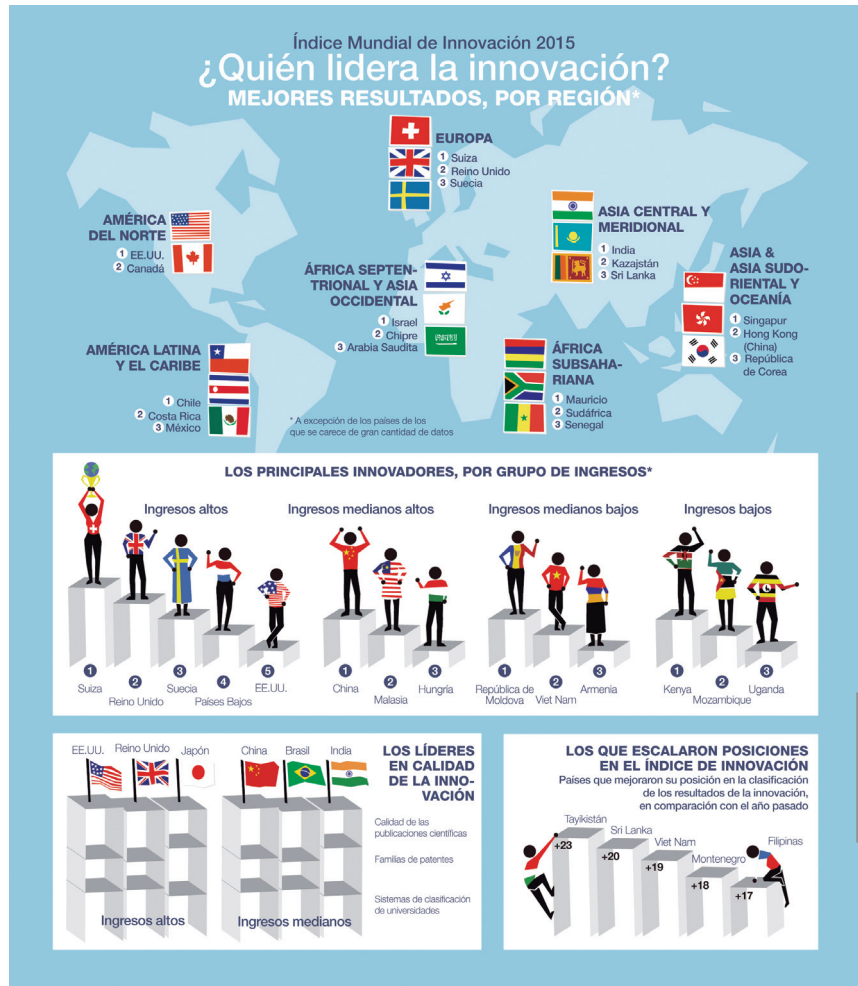 Índice Mundial de Innovación 2015
¿Quién lidera la innovación?
MEJORES RESULTADOS, POR REGIÓN*
EUROPA
1 Suiza
2 Reino Unido
3 Suecia
AMÉRICA
DEL NORTE
1 EE.UU.
2 Canadá
ASIA CENTRAL Y
MERIDIONAL
1 India
2 Kazajstán
3 Sri Lanka
ÁFRICA SEPTEN-
TRIONAL Y ASIA
OCCIDENTAL
1 Israel
2 Chipre
3 Arabia Saudita
ASIA &
ASIA SUDO-
RIENTAL Y
OCEANÍA
1 Singapur
2 Hong Kong
(China)
3 República
de Corea
AMÉRICA LATINA
Y EL CARIBE
1 Chile
2 Costa Rica
3 México
ÁFRICA
SUBSAHA-
RIANA
1 Mauricio
2 Sudáfrica
3 Senegal
* A excepción de los países de los
que se carece de gran cantidad de datos
LOS PRINCIPALES INNOVADORES, POR GRUPO DE INGRESOS*
Ingresos altos
1 Suiza
2 Reino Unido
3 Suecia
4 Países Bajos
5 EE.UU.
Ingresos medianos altos
1 China
2 Malasia
3 Hungría
Ingresos medianos bajos
1 República de
Moldova
2 Viet Nam
3 Armenia
Ingresos bajos
1 Kenya
2 Mozambique
3 Uganda
LOS LÍDERES
EN CALIDAD
DE LA INNO-
VACIÓN
EE.UU.
Reino Unido
Japón
China
Brasil
India
Calidad de las
publicaciones científicas
Familias de patentes
Sistemas de clasificación
de universidades
Ingresos altos
Ingresos medianos
LOS QUE ESCALARON POSICIONES
EN EL ÍNDICE DE INNOVACIÓN
Países que mejoraron su posición en la clasificación
de los resultados de la innovación,
en comparación con el año pasado
Tayikistán
+23
Sri Lanka
+20
Viet Nam
+19
Montenegro
+18
Filipinas
+17